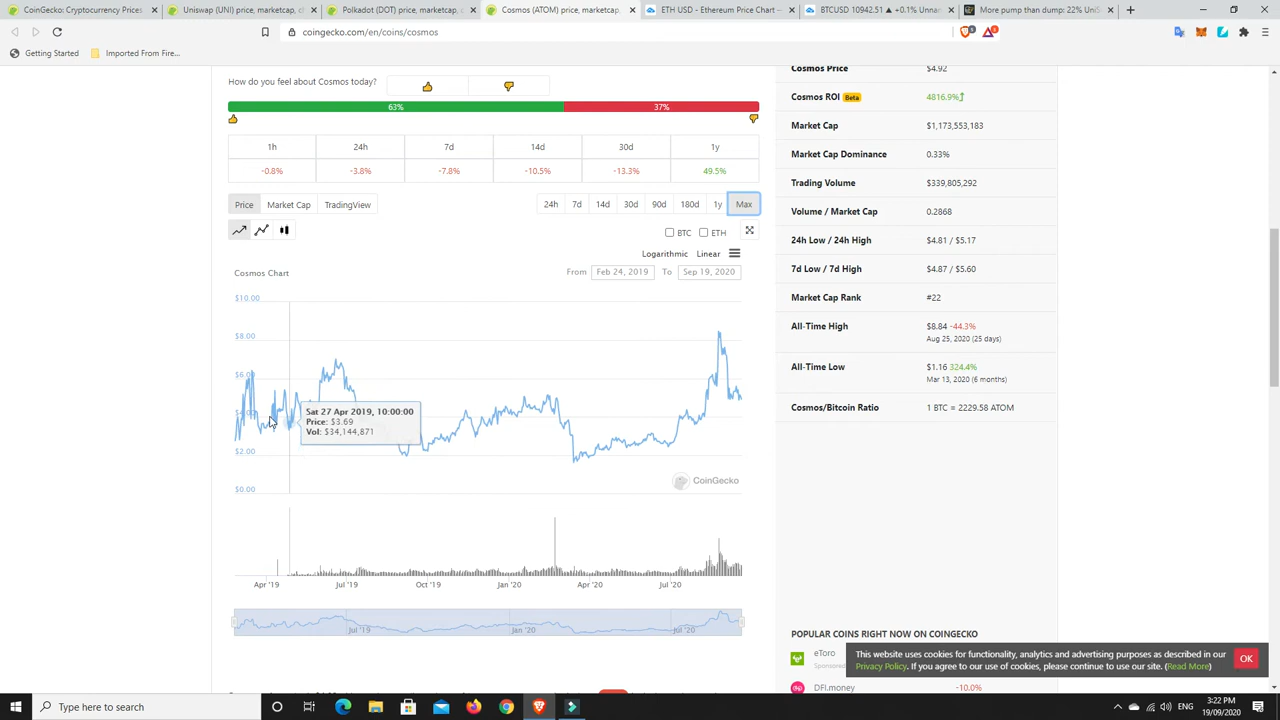 CoinGecko: Cryptocurrency Prices
Uniswap (UNI) price, marketcap, ch
Polkadot (DOT) price, marketcap, c
Cosmos (ATOM) price, marketcap,
ETH USD - Ethereum Price Chart —
BTCUSD 10942.51 ▲ +0.1% Unnam
More pump than dump: 22% UniS
coingecko.com/en/coins/cosmos
Getting Started
Imported From Fire...
How do you feel about Cosmos today?
63%
37%
1h 24h 7d 14d 30d 1y
-0.8% -3.8% -7.8% -10.5% -13.3% 49.5%
Price Market Cap TradingView
24h 7d 14d 30d 90d 180d 1y Max
BTC ETH
Logarithmic Linear
Cosmos Chart
From Feb 24, 2019 To Sep 19, 2020
$10.00
$8.00
$6.00
$4.00
$2.00
$0.00
Sat 27 Apr 2019, 10:00:00
Price: $3.69
Vol: $34,144,871
CoinGecko
Apr '19 Jul '19 Oct '19 Jan '20 Apr '20 Jul '20
Jul '19 Jan '20 Jul '20
Cosmos Price $4.92
Cosmos ROI Beta 4816.9%
Market Cap $1,173,553,183
Market Cap Dominance 0.33%
Trading Volume $339,805,292
Volume / Market Cap 0.2868
24h Low / 24h High $4.81 / $5.17
7d Low / 7d High $4.87 / $5.60
Market Cap Rank #22
All-Time High $8.84 -44.3%
Aug 25, 2020 (25 days)
All-Time Low $1.16 324.4%
Mar 13, 2020 (6 months)
Cosmos/Bitcoin Ratio 1 BTC = 2229.58 ATOM
POPULAR COINS RIGHT NOW ON COINGECKO
eToro
Sponsored
DFI.money -10.0%
This website uses cookies for functionality, analytics and advertising purposes as described in our
Privacy Policy. If you agree to our use of cookies, please continue to use our site. (Read More)
OK
Type here to search
ENG
3:22 PM
19/09/2020